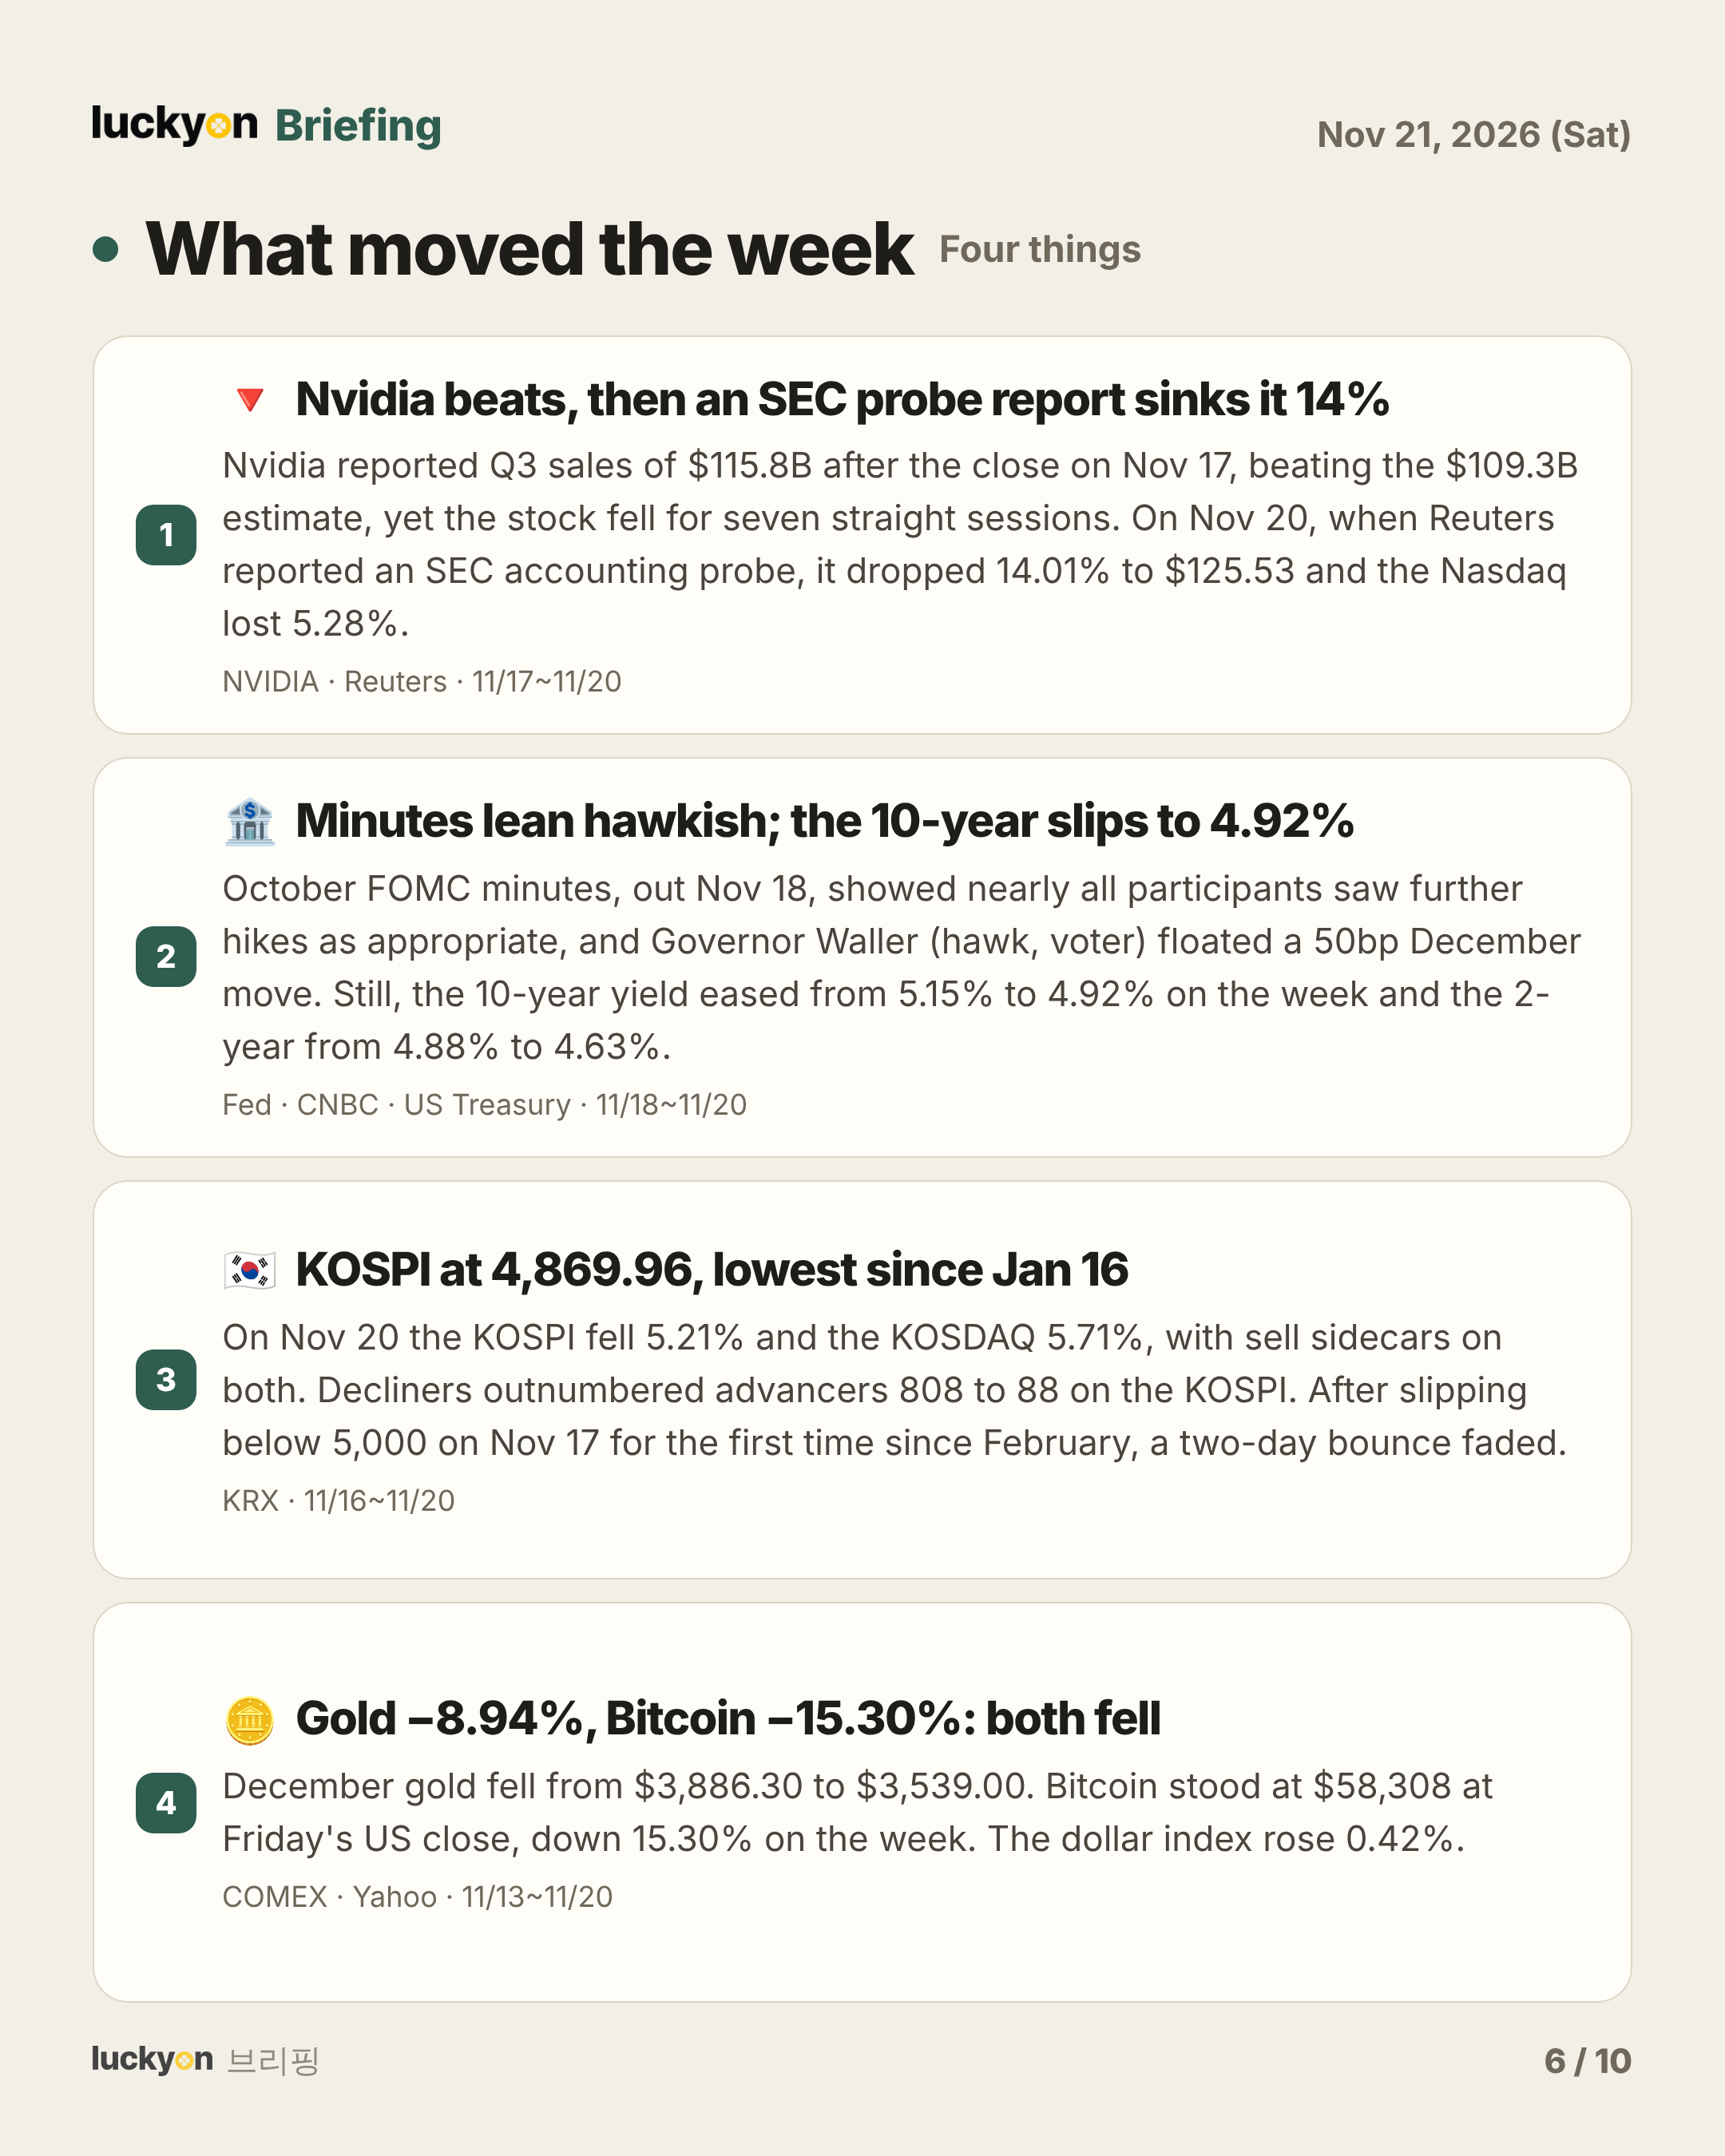 luckyon Briefing
Nov 21, 2026 (Sat)
What moved the week Four things
Nvidia beats, then an SEC probe report sinks it 14%
1
Nvidia reported Q3 sales of $115.8B after the close on Nov 17, beating the $109.3B
estimate, yet the stock fell for seven straight sessions. On Nov 20, when Reuters
reported an SEC accounting probe, it dropped 14.01% to $125.53 and the Nasdaq
lost 5.28%.
NVIDIA · Reuters · 11/17~11/20
Minutes lean hawkish; the 10-year slips to 4.92%
2
October FOMC minutes, out Nov 18, showed nearly all participants saw further
hikes as appropriate, and Governor Waller (hawk, voter) floated a 50bp December
move. Still, the 10-year yield eased from 5.15% to 4.92% on the week and the 2-
year from 4.88% to 4.63%.
Fed · CNBC · US Treasury · 11/18~11/20
KOSPI at 4,869.96, lowest since Jan 16
3
On Nov 20 the KOSPI fell 5.21% and the KOSDAQ 5.71%, with sell sidecars on
both. Decliners outnumbered advancers 808 to 88 on the KOSPI. After slipping
below 5,000 on Nov 17 for the first time since February, a two-day bounce faded.
KRX · 11/16~11/20
Gold −8.94%, Bitcoin −15.30%: both fell
4
December gold fell from $3,886.30 to $3,539.00. Bitcoin stood at $58,308 at
Friday's US close, down 15.30% on the week. The dollar index rose 0.42%.
COMEX · Yahoo · 11/13~11/20
luckyon 브리핑
6 / 10